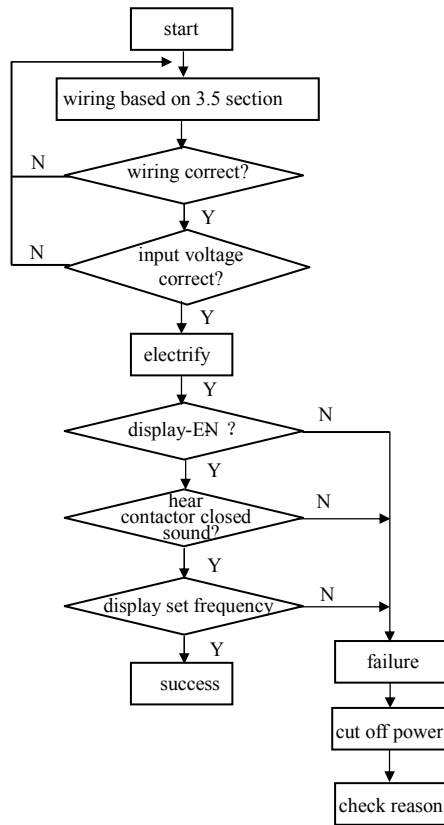 start
wiring based on 3.5 section
N
wiring correct?
Y
N
input voltage
correct?
Y
electrify
Y
N
display-EN- ?
Y
hear
contactor closed
sound?
N
Y
display set frequency
N
Y
success
failure
cut off power
check reason